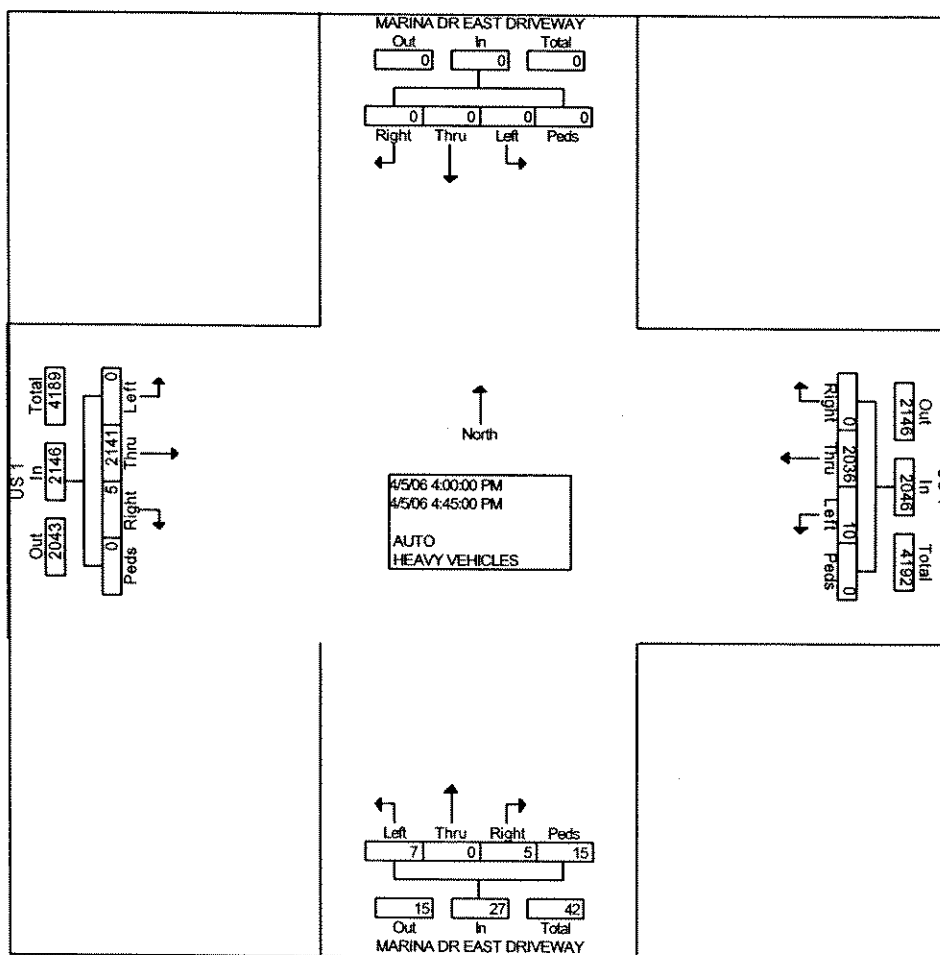 MARINA DR EAST DRIVEWAY
Out In Total
0 0 0
0 0 0 0
Right Thru Left Peds
US 1
Total In Out
4189 2146 2043
0 2141 5 0
Left Thru Right Peds
North
4/5/06 4:00:00 PM
4/5/06 4:45:00 PM
AUTO
HEAVY VEHICLES
Right Thru Left Peds
0 2036 10 0
2146 2046 4192
Out In Total
Left Thru Right Peds
7 0 5 15
15 27 42
Out In Total
MARINA DR EAST DRIVEWAY